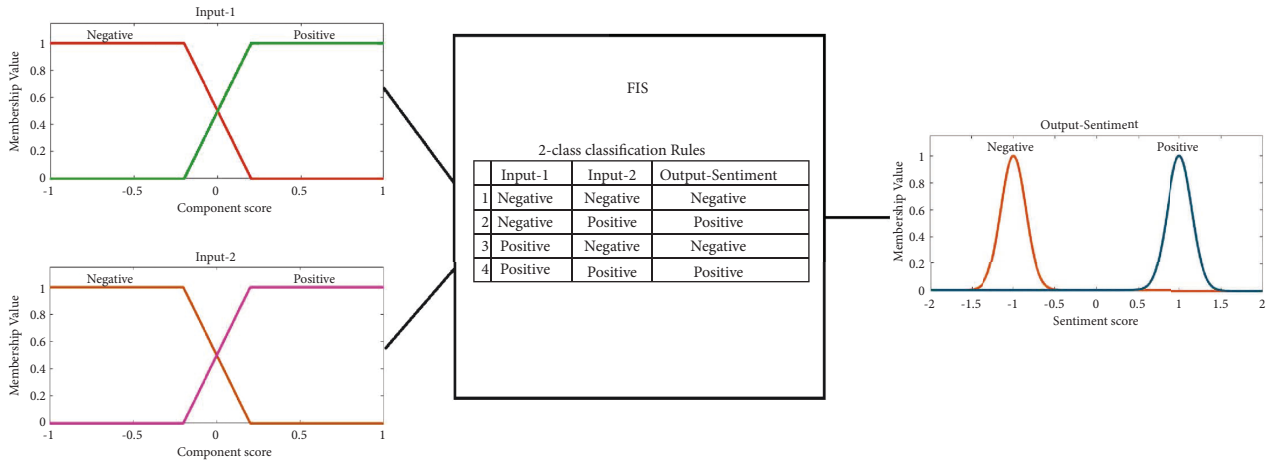 Input-1
Negative Positive
Membership Value
1
0.8
0.6
0.4
0.2
0
-1 -0.5 0 0.5 1
Component score
Input-2
Negative Positive
Membership Value
1
0.8
0.6
0.4
0.2
0
-1 -0.5 0 0.5 1
Component score
FIS
2-class classification Rules
Input-1 Input-2 Output-Sentiment
1 Negative Negative Negative
2 Negative Positive Positive
3 Positive Negative Negative
4 Positive Positive Positive
Output-Sentiment
Negative Positive
Membership Value
1
0.8
0.6
0.4
0.2
0
-2 -1.5 -1 -0.5 0 0.5 1 1.5 2
Sentiment score